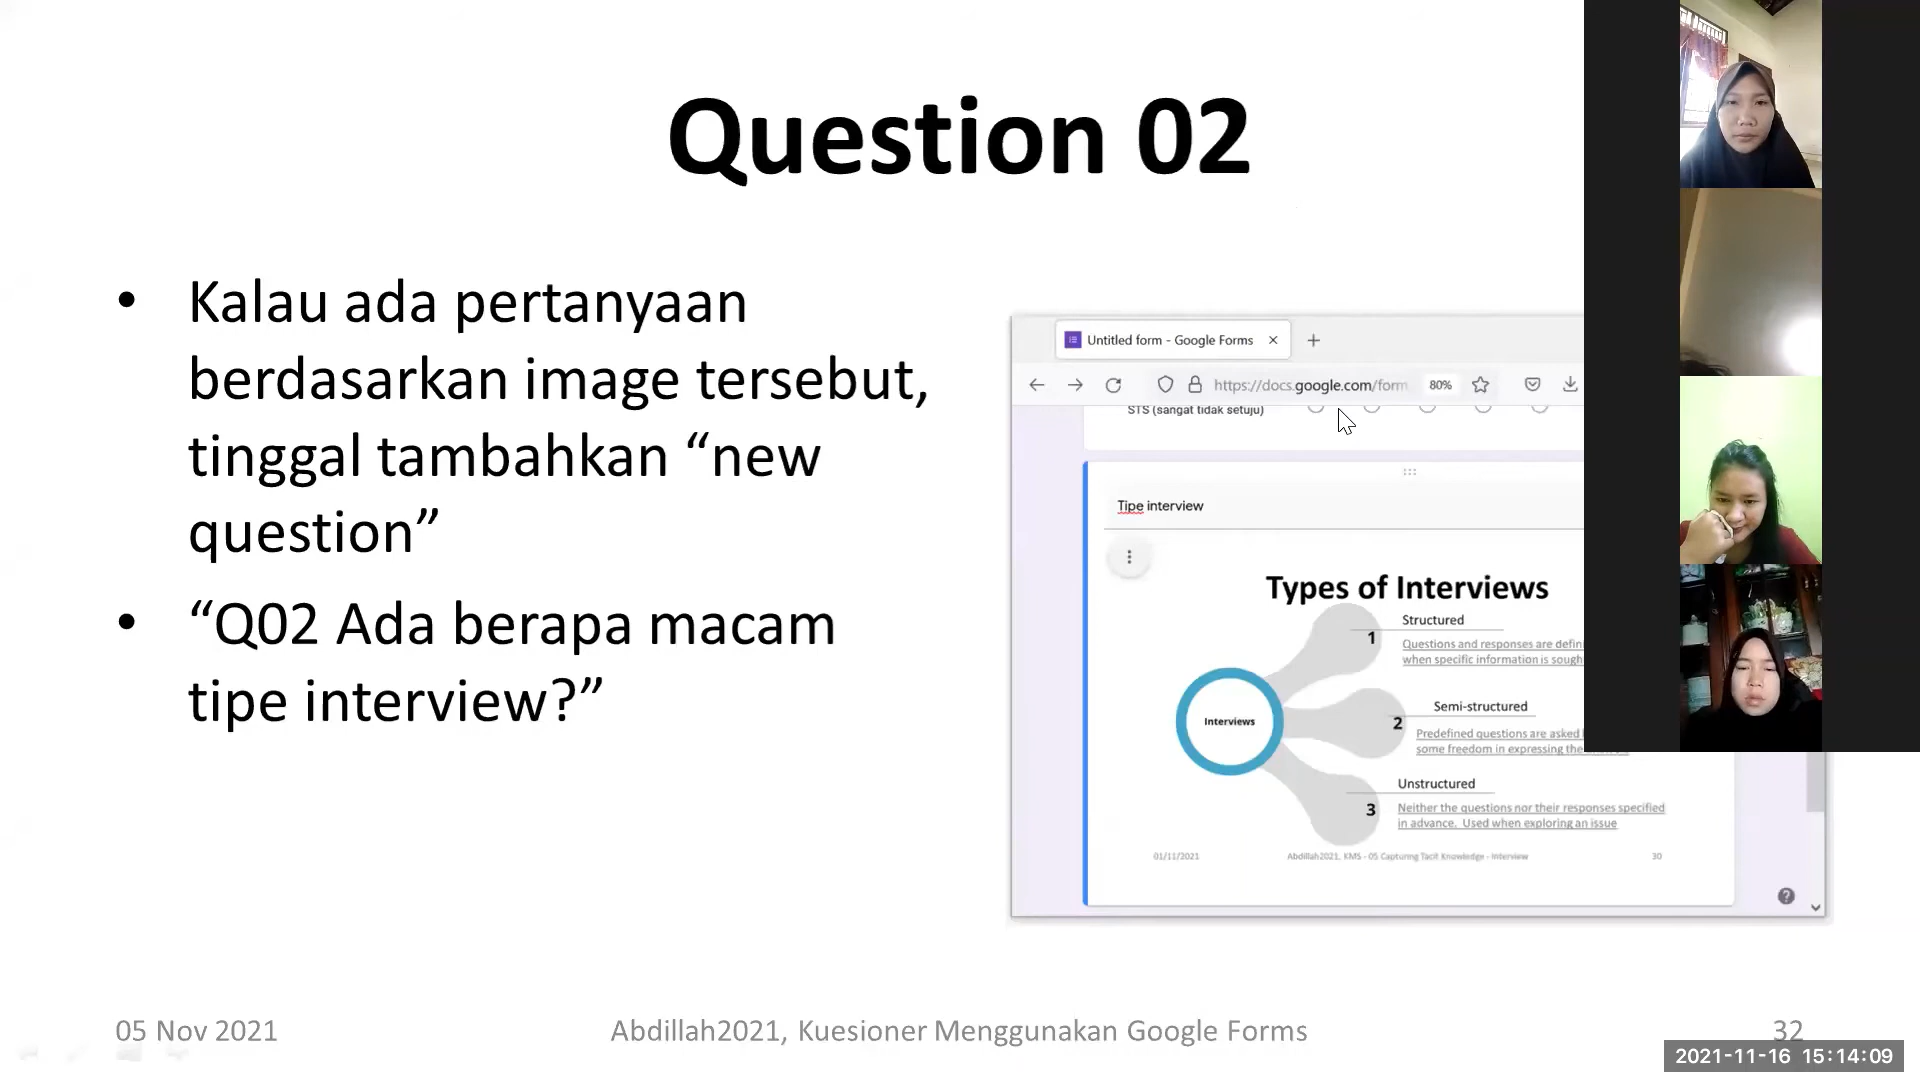 Question 02
• Kalau ada pertanyaan
berdasarkan image tersebut,
tinggal tambahkan “new
question”
• “Q02 Ada berapa macam
tipe interview?”
Untitled form - Google Forms
https://docs.google.com/form
80%
STS (sangat tidak setuju)
Tipe interview
Types of Interviews
Interviews
1
Structured
Questions and responses are
when specific information is
2
Semi-structured
Predefined questions are asked
some freedom in expressing
3
Unstructured
Neither the questions nor their responses specified
in advance. Used when exploring an issue
01/11/2021
Abdillah2021, KMS - 05 Capturing Tacit Knowledge - Interview
30
05 Nov 2021
Abdillah2021, Kuesioner Menggunakan Google Forms
32
2021-11-16 15:14:09